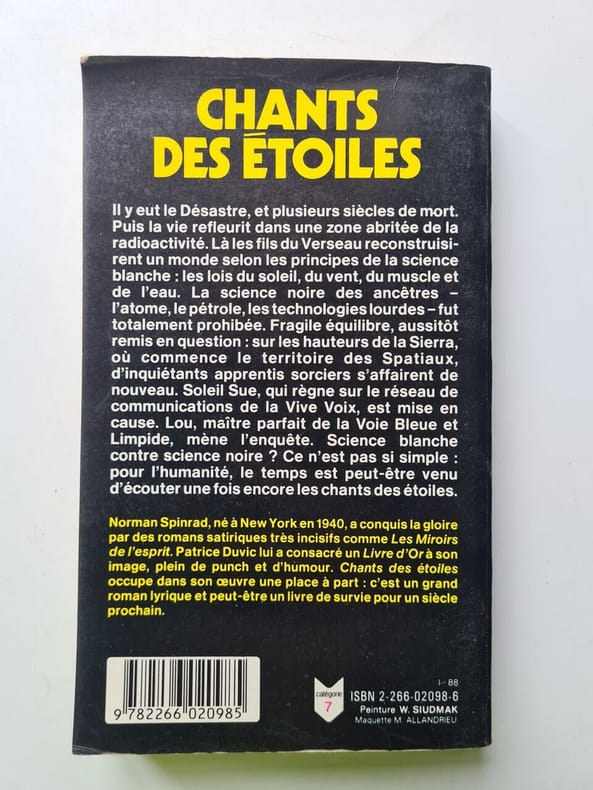 CHANTS
DES ÉTOILES
Il y eut le Désastre, et plusieurs siècles de mort.
Puis la vie refleurit dans une zone abritée de la
radioactivité. Là les fils du Verseau reconstruisi-
rent un monde selon les principes de la science
blanche : les lois du soleil, du vent, du muscle et
de l'eau. La science noire des ancêtres –
l'atome, le pétrole, les technologies lourdes – fut
totalement prohibée. Fragile équilibre, aussitôt
remis en question : sur les hauteurs de la Sierra,
où commence le territoire des Spatiaux,
d'inquiétants apprentis sorciers s'affairent de
nouveau. Soleil Sue, qui règne sur le réseau de
communications de la Vive Voix, est mise en
cause. Lou, maître parfait de la Voie Bleue et
Limpide, mène l'enquête. Science blanche
contre science noire ? Ce n'est pas si simple :
pour l'humanité, le temps est peut-être venu
d'écouter une fois encore les chants des étoiles.
Norman Spinrad, né à New York en 1940, a conquis la gloire
par des romans satiriques très incisifs comme Les Miroirs
de l'esprit. Patrice Duvic lui a consacré un Livre d'Or à son
image, plein de punch et d'humour. Chants des étoiles
occupe dans son œuvre une place à part : c'est un grand
roman lyrique et peut-être un livre de survie pour un siècle
prochain.
9 782266 020985
catégorie
7
I - 88
ISBN 2-266-02098-6
Peinture W. SIUDMAK
Maquette M. ALLANDRIEU